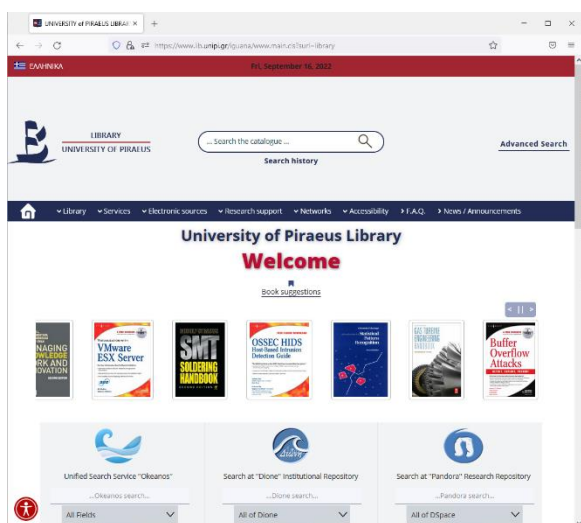 UNIVERSITY of PIRAEUS LIBRAR
https://www.lib.unipi.gr/iguana/www.main.cls?surl=library
ΕΛΛΗΝΙΚΑ
Fri, September 16, 2022
LIBRARY
UNIVERSITY OF PIRAEUS
... Search the catalogue ...
Search history
Advanced Search
Library
Services
Electronic sources
Research support
Networks
Accessibility
F.A.Q.
News / Announcements
University of Piraeus Library
Welcome
Book suggestions
VMware
ESX Server
SMT
SOLDERING
HANDBOOK
OSSEC HIDS
Host-Based Intrusion
Detection Guide
Statistical
Pattern
Recognition
Buffer
Overflow
Attacks
Unified Search Service "Okeanos"
...Okeanos search...
All Fields
Search at "Dione" Institutional Repository
...Dione search...
All of Dione
Search at "Pandora" Research Repository
...Pandora search...
All of DSpace